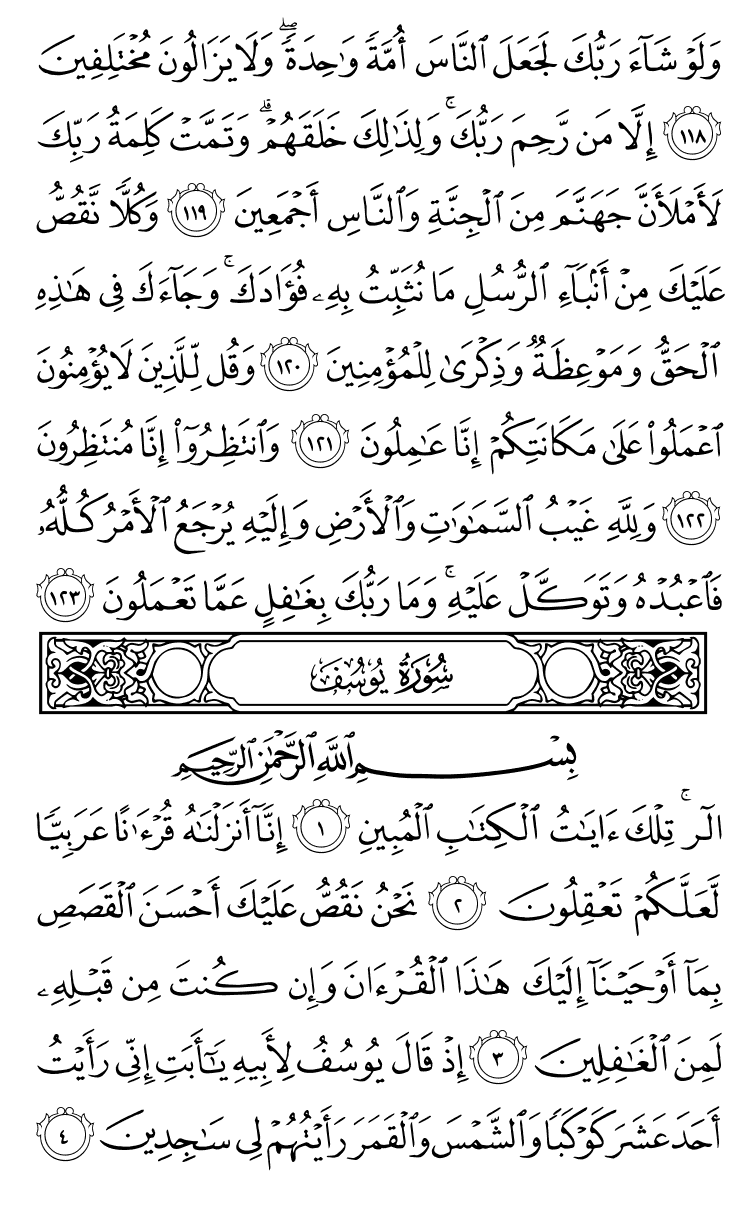 وَلَوْ شَآءَ رَبُّكَ لَجَعَلَ ٱلنَّاسَ أُمَّةً وَٰحِدَةً ۖ وَلَا يَزَالُونَ مُخْتَلِفِينَ
١١٨ إِلَّا مَن رَّحِمَ رَبُّكَ ۚ وَلِذَٰلِكَ خَلَقَهُمْ ۗ وَتَمَّتْ كَلِمَةُ رَبِّكَ
لَأَمْلَأَنَّ جَهَنَّمَ مِنَ ٱلْجِنَّةِ وَٱلنَّاسِ أَجْمَعِينَ ١١٩ وَكُلًّا نَّقُصُّ
عَلَيْكَ مِنْ أَنۢبَآءِ ٱلرُّسُلِ مَا نُثَبِّتُ بِهِۦ فُؤَادَكَ ۚ وَجَآءَكَ فِى هَٰذِهِ
ٱلْحَقُّ وَمَوْعِظَةٌ وَذِكْرَىٰ لِلْمُؤْمِنِينَ ١٢٠ وَقُل لِّلَّذِينَ لَا يُؤْمِنُونَ
ٱعْمَلُوا۟ عَلَىٰ مَكَانَتِكُمْ إِنَّا عَٰمِلُونَ ١٢١ وَٱنتَظِرُوٓا۟ إِنَّا مُنتَظِرُونَ
١٢٢ وَلِلَّهِ غَيْبُ ٱلسَّمَٰوَٰتِ وَٱلْأَرْضِ وَإِلَيْهِ يُرْجَعُ ٱلْأَمْرُ كُلُّهُۥ
فَٱعْبُدْهُ وَتَوَكَّلْ عَلَيْهِ ۚ وَمَا رَبُّكَ بِغَٰفِلٍ عَمَّا تَعْمَلُونَ ١٢٣
سُورَةُ يُوسُفَ
بِسْمِ ٱللَّهِ ٱلرَّحْمَٰنِ ٱلرَّحِيمِ
الٓر ۚ تِلْكَ ءَايَٰتُ ٱلْكِتَٰبِ ٱلْمُبِينِ ١ إِنَّآ أَنزَلْنَٰهُ قُرْءَٰنًا عَرَبِيًّا
لَّعَلَّكُمْ تَعْقِلُونَ ٢ نَحْنُ نَقُصُّ عَلَيْكَ أَحْسَنَ ٱلْقَصَصِ
بِمَآ أَوْحَيْنَآ إِلَيْكَ هَٰذَا ٱلْقُرْءَانَ وَإِن كُنتَ مِن قَبْلِهِۦ
لَمِنَ ٱلْغَٰفِلِينَ ٣ إِذْ قَالَ يُوسُفُ لِأَبِيهِ يَٰٓأَبَتِ إِنِّى رَأَيْتُ
أَحَدَ عَشَرَ كَوْكَبًا وَٱلشَّمْسَ وَٱلْقَمَرَ رَأَيْتُهُمْ لِى سَٰجِدِينَ ٤